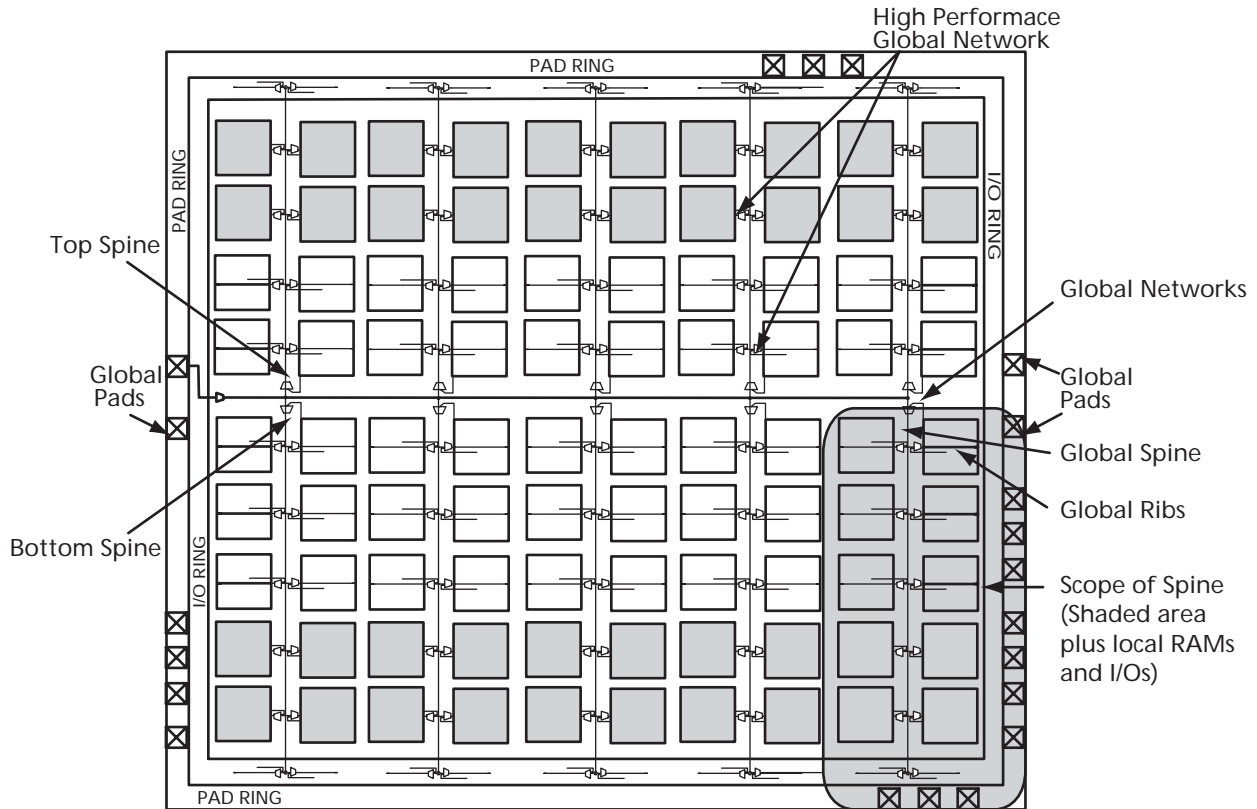 High Performace
Global Network
PAD RING
PAD RING
I/O RING
Top Spine
Global Networks
Global
Pads
Global
Pads
Global Spine
Global Ribs
Bottom Spine
I/O RING
Scope of Spine
(Shaded area
plus local RAMs
and I/Os)
PAD RING